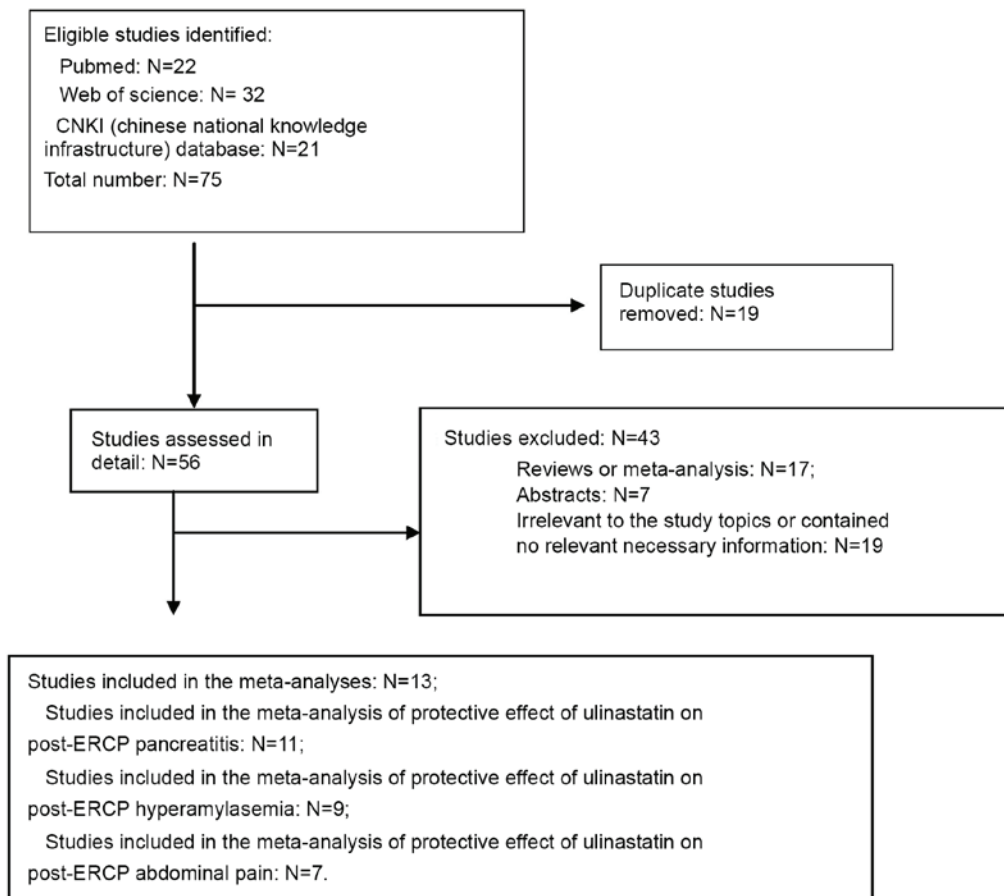 Eligible studies identified:
Pubmed: N=22
Web of science: N= 32
CNKI (chinese national knowledge
infrastructure) database: N=21
Total number: N=75
Duplicate studies
removed: N=19
Studies assessed in
detail: N=56
Studies excluded: N=43
Reviews or meta-analysis: N=17;
Abstracts: N=7
Irrelevant to the study topics or contained
no relevant necessary information: N=19
Studies included in the meta-analyses: N=13;
Studies included in the meta-analysis of protective effect of ulinastatin on
post-ERCP pancreatitis: N=11;
Studies included in the meta-analysis of protective effect of ulinastatin on
post-ERCP hyperamylasemia: N=9;
Studies included in the meta-analysis of protective effect of ulinastatin on
post-ERCP abdominal pain: N=7.